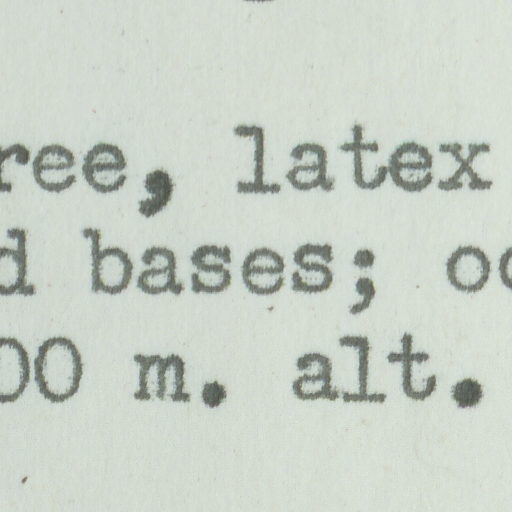 ree, latex
d bases; oc
00 m. alt.